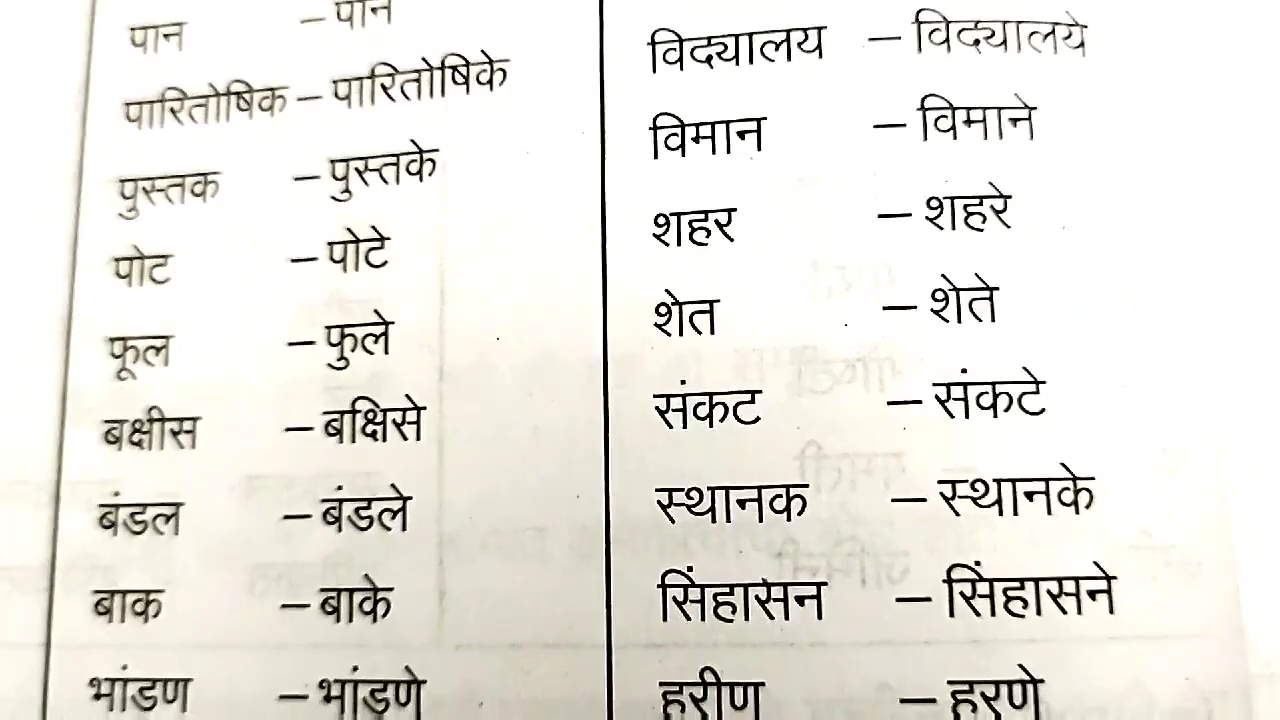 पान – पान
पारितोषिक – पारितोषिके
पुस्तक – पुस्तके
पोट – पोटे
फूल – फुले
बक्षीस – बक्षिसे
बंडल – बंडले
बाक – बाके
भांडण – भांडणे
विद्यालय – विद्यालये
विमान – विमाने
शहर – शहरे
शेत – शेते
संकट – संकटे
स्थानक – स्थानके
सिंहासन – सिंहासने
हरीण – हरणे